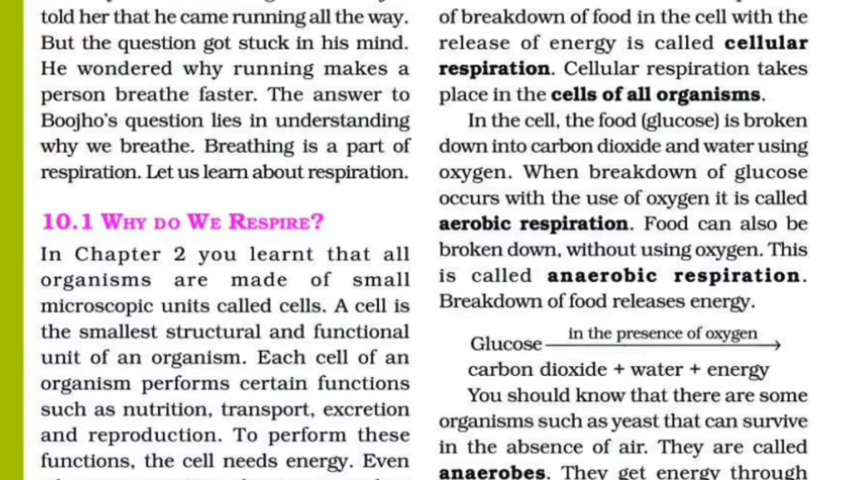 told her that he came running all the way.
But the question got stuck in his mind.
He wondered why running makes a
person breathe faster. The answer to
Boojho's question lies in understanding
why we breathe. Breathing is a part of
respiration. Let us learn about respiration.
10.1 WHY DO WE RESPIRE?
In Chapter 2 you learnt that all
organisms are made of small
microscopic units called cells. A cell is
the smallest structural and functional
unit of an organism. Each cell of an
organism performs certain functions
such as nutrition, transport, excretion
and reproduction. To perform these
functions, the cell needs energy. Even
of breakdown of food in the cell with the
release of energy is called cellular
respiration. Cellular respiration takes
place in the cells of all organisms.
In the cell, the food (glucose) is broken
down into carbon dioxide and water using
oxygen. When breakdown of glucose
occurs with the use of oxygen it is called
aerobic respiration. Food can also be
broken down, without using oxygen. This
is called anaerobic respiration.
Breakdown of food releases energy.
in the presence of oxygen
Glucose
carbon dioxide + water + energy
You should know that there are some
organisms such as yeast that can survive
in the absence of air. They are called
anaerobes. They get energy through